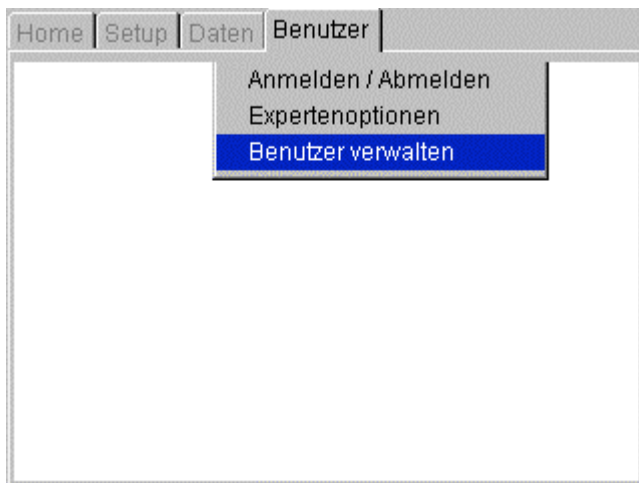 Home Setup Daten Benutzer
Anmelden / Abmelden
Expertenoptionen
Benutzer verwalten